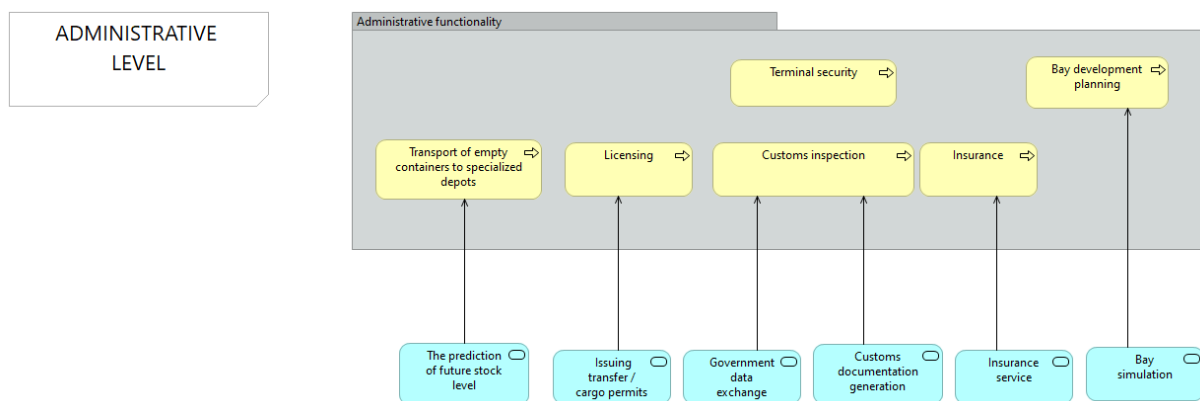 ADMINISTRATIVE
LEVEL
Administrative functionality
Terminal security
Bay development
planning
Transport of empty
containers to specialized
depots
Licensing
Customs inspection
Insurance
The prediction
of future stock
level
Issuing
transfer /
cargo permits
Government
data
exchange
Customs
documentation
generation
Insurance
service
Bay
simulation